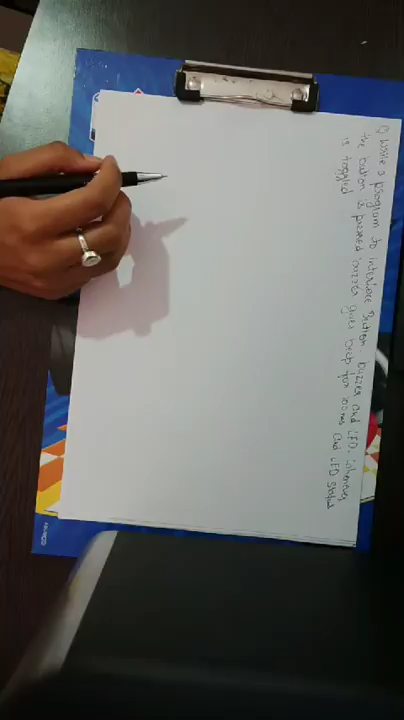 Q Write a program to interface Button, Buzzer and LED. Whenever
the button is pressed buzzer gives beep for 100ms and LED status
is toggled